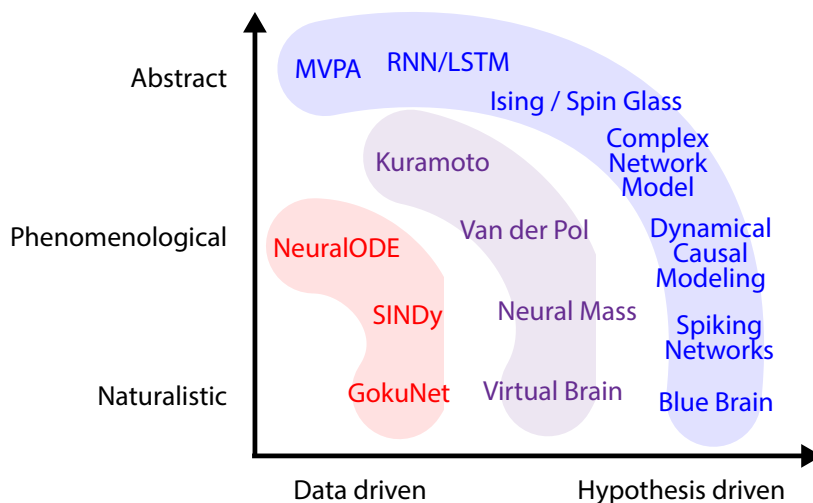 Abstract
MVPA
RNN/LSTM
Ising / Spin Glass
Complex
Network
Model
Kuramoto
Phenomenological
NeuralODE
Van der Pol
Dynamical
Causal
Modeling
SINDy
Neural Mass
Spiking
Networks
Naturalistic
GokuNet
Virtual Brain
Blue Brain
Data driven
Hypothesis driven